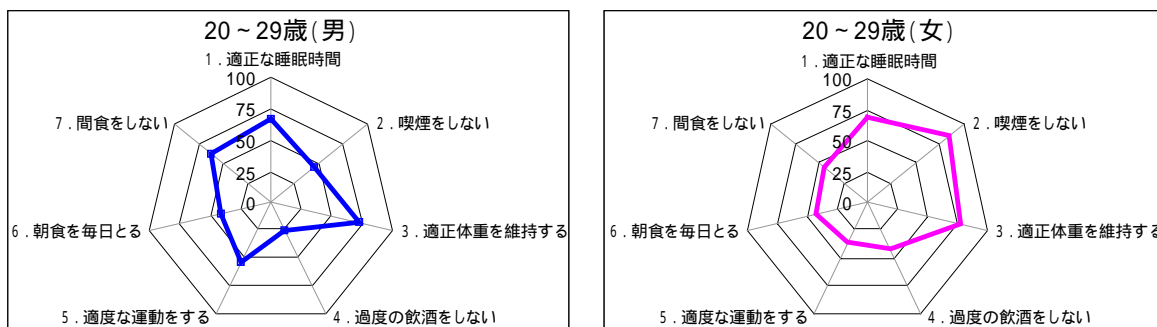 20～29歳(男)
1．適正な睡眠時間
100
75
50
25
0
2．喫煙をしない
3．適正体重を維持する
4．過度の飲酒をしない
5．適度な運動をする
6．朝食を毎日とる
7．間食をしない
20～29歳(女)
1．適正な睡眠時間
100
75
50
25
0
2．喫煙をしない
3．適正体重を維持する
4．過度の飲酒をしない
5．適度な運動をする
6．朝食を毎日とる
7．間食をしない